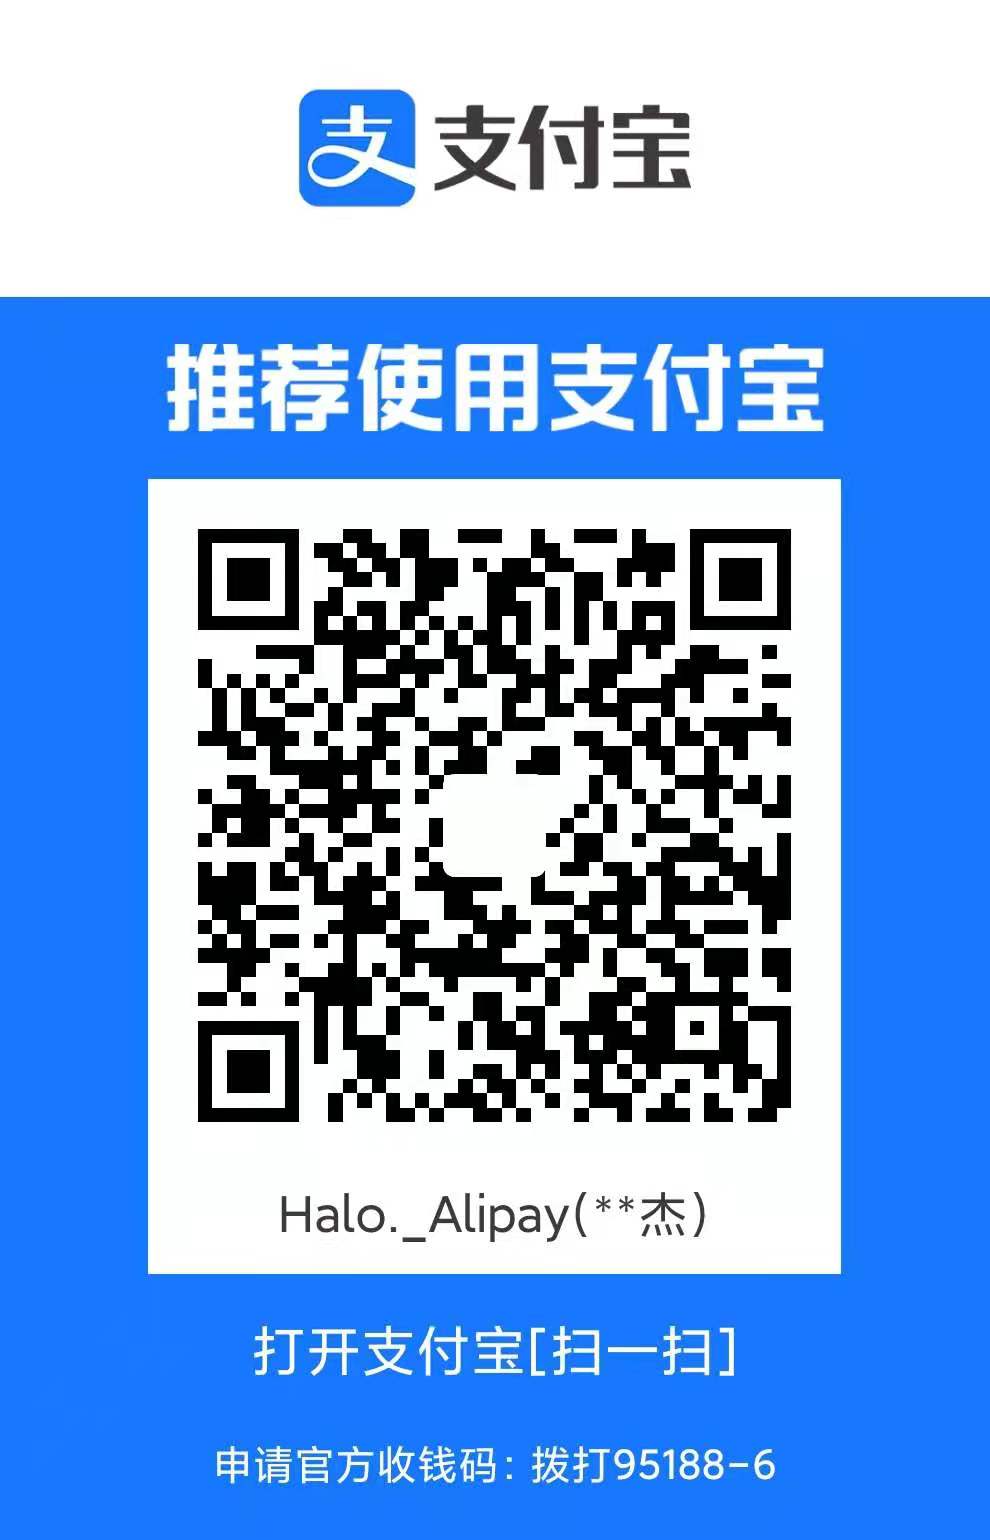 支 支付宝
推荐使用支付宝
Halo._Alipay(**杰)
打开支付宝[扫一扫]
申请官方收钱码：拨打95188-6